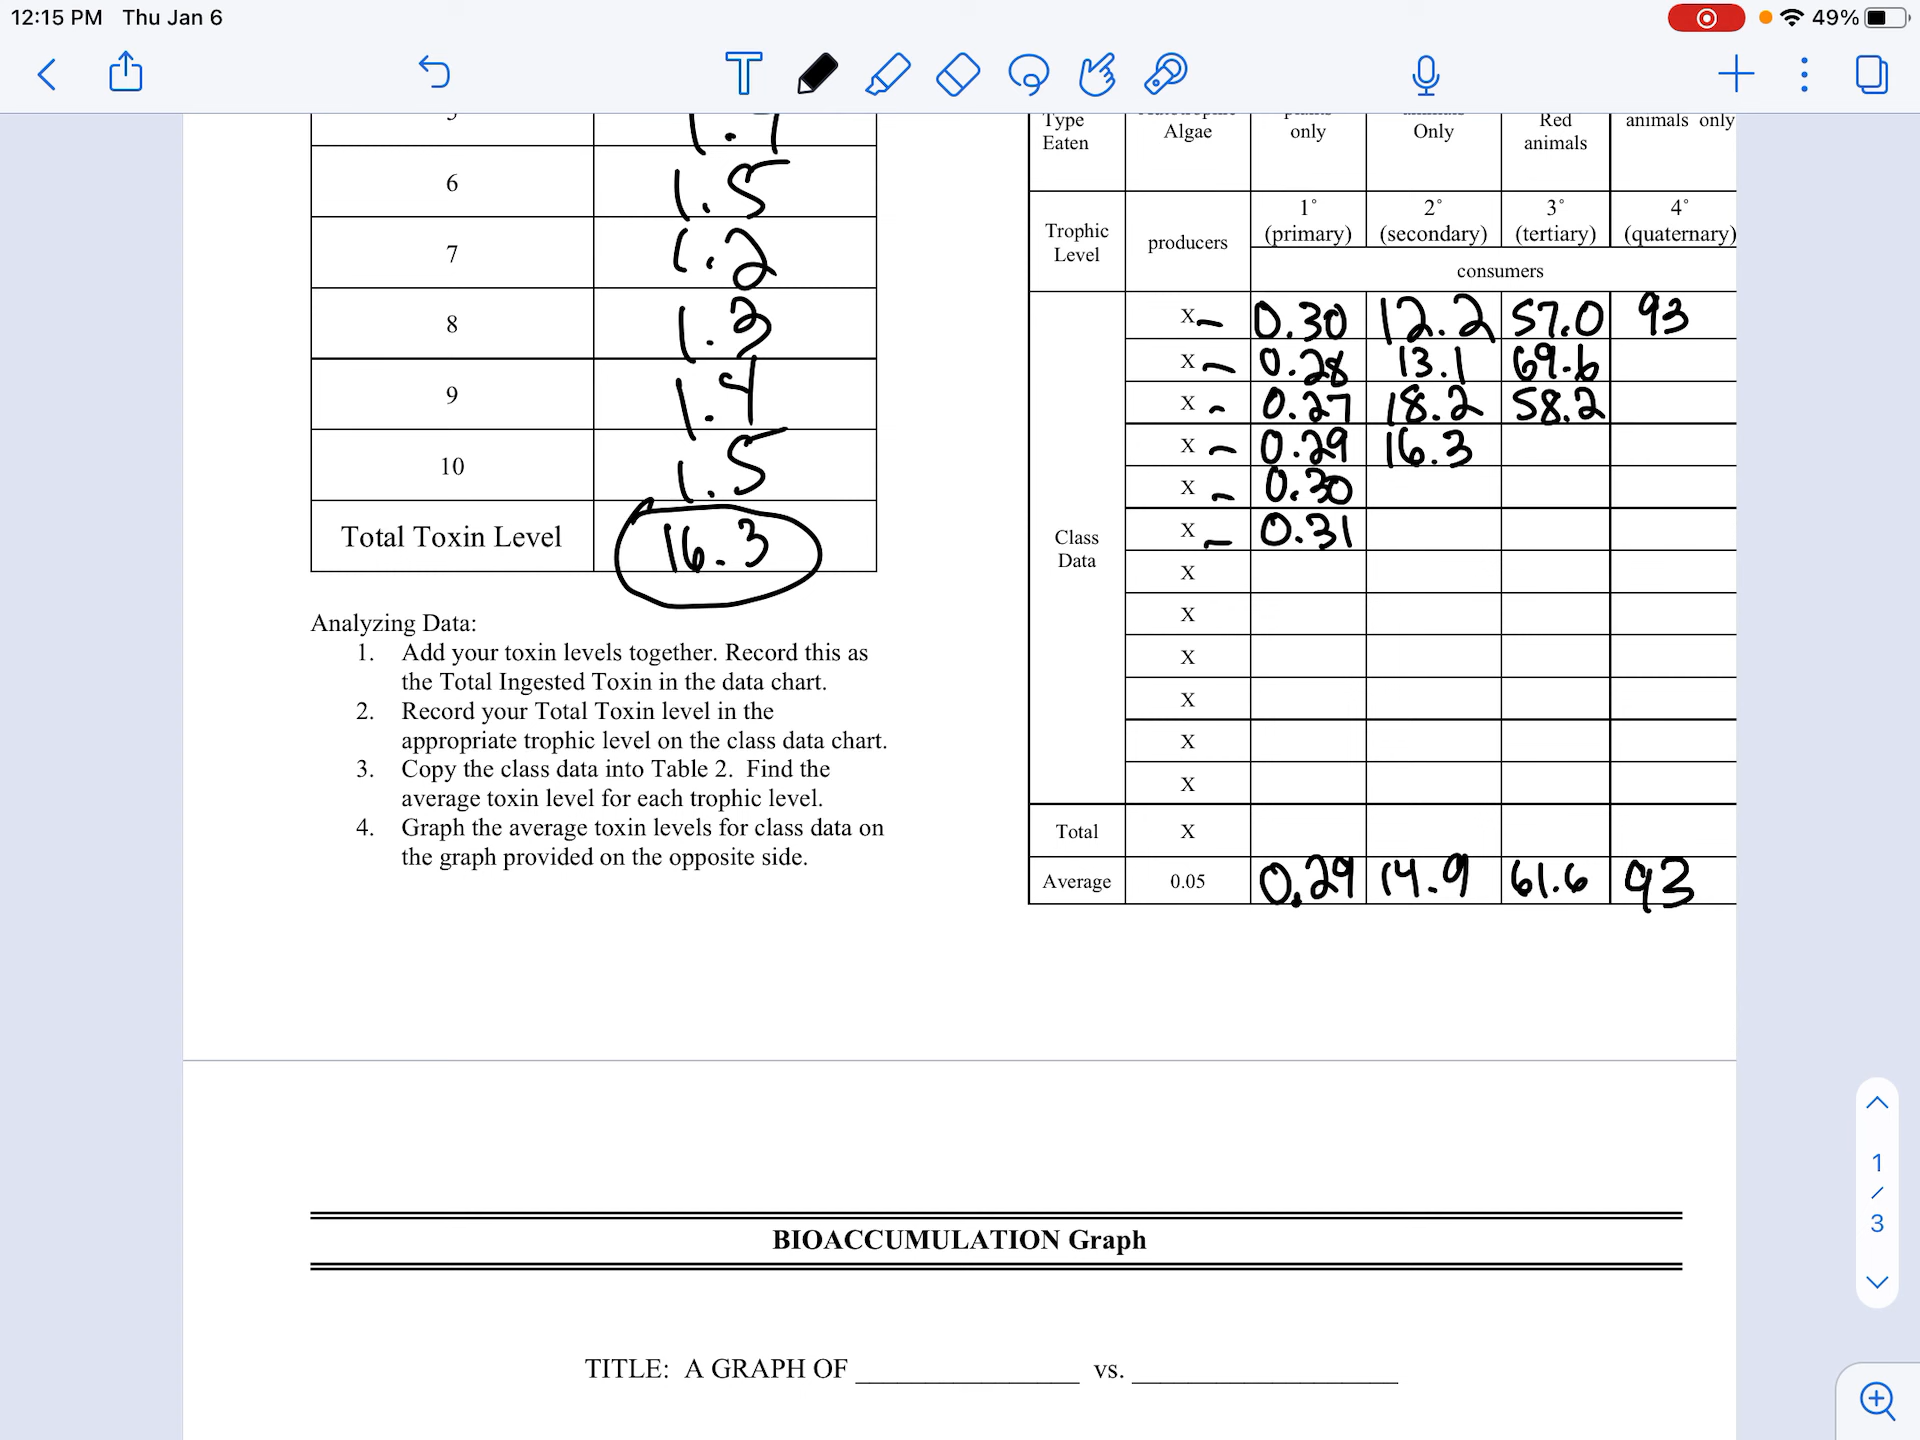 12:15 PM Thu Jan 6
49%
T
6
1.5
7
1.2
8
1.3
9
1.4
10
1.5
Total Toxin Level
16.3
Analyzing Data:
1. Add your toxin levels together. Record this as
the Total Ingested Toxin in the data chart.
2. Record your Total Toxin level in the
appropriate trophic level on the class data chart.
3. Copy the class data into Table 2. Find the
average toxin level for each trophic level.
4. Graph the average toxin levels for class data on
the graph provided on the opposite side.
Type Algae only Only Red animals only
Eaten animals
Trophic Level producers 1° (primary) 2° (secondary) 3° (tertiary) 4° (quaternary)
consumers
Class Data
X - 0.30 12.2 57.0 93
X - 0.28 13.1 69.6
X - 0.27 18.2 58.2
X - 0.29 16.3
X - 0.30
X - 0.31
X
X
X
X
X
X
Total X
Average 0.05 0.29 14.9 61.6 93
BIOACCUMULATION Graph
TITLE: A GRAPH OF ________ vs. ________
1
/
3